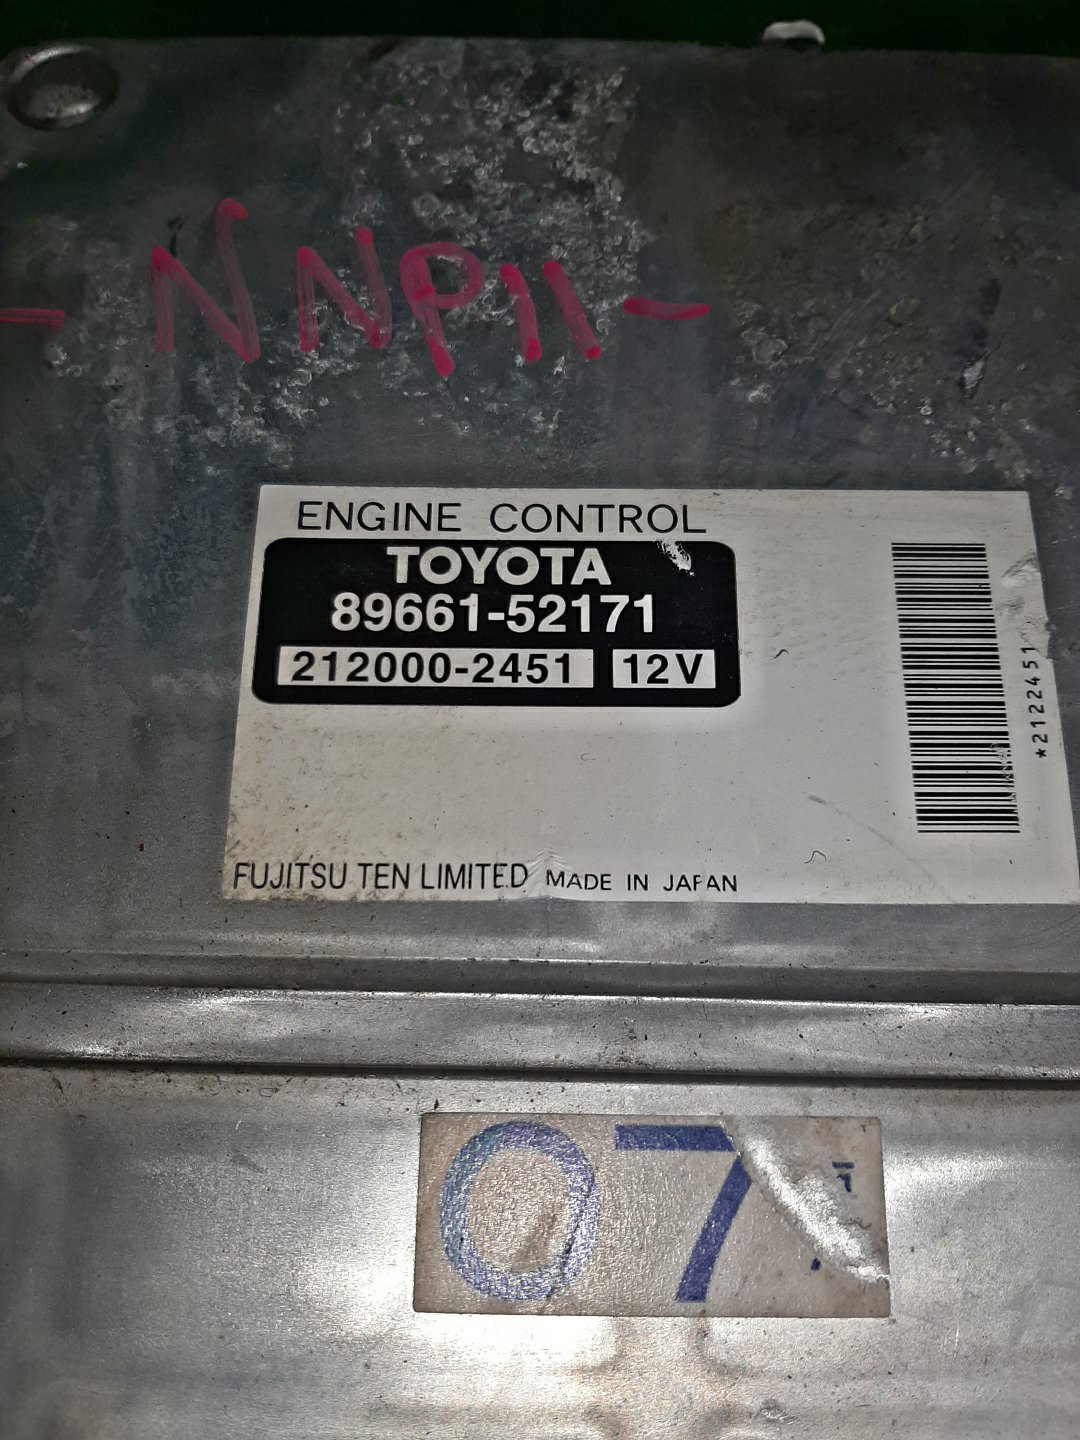 - NNP11 -
ENGINE CONTROL
TOYOTA
89661-52171
212000-2451 12V
*2122451
FUJITSU TEN LIMITED MADE IN JAPAN
07